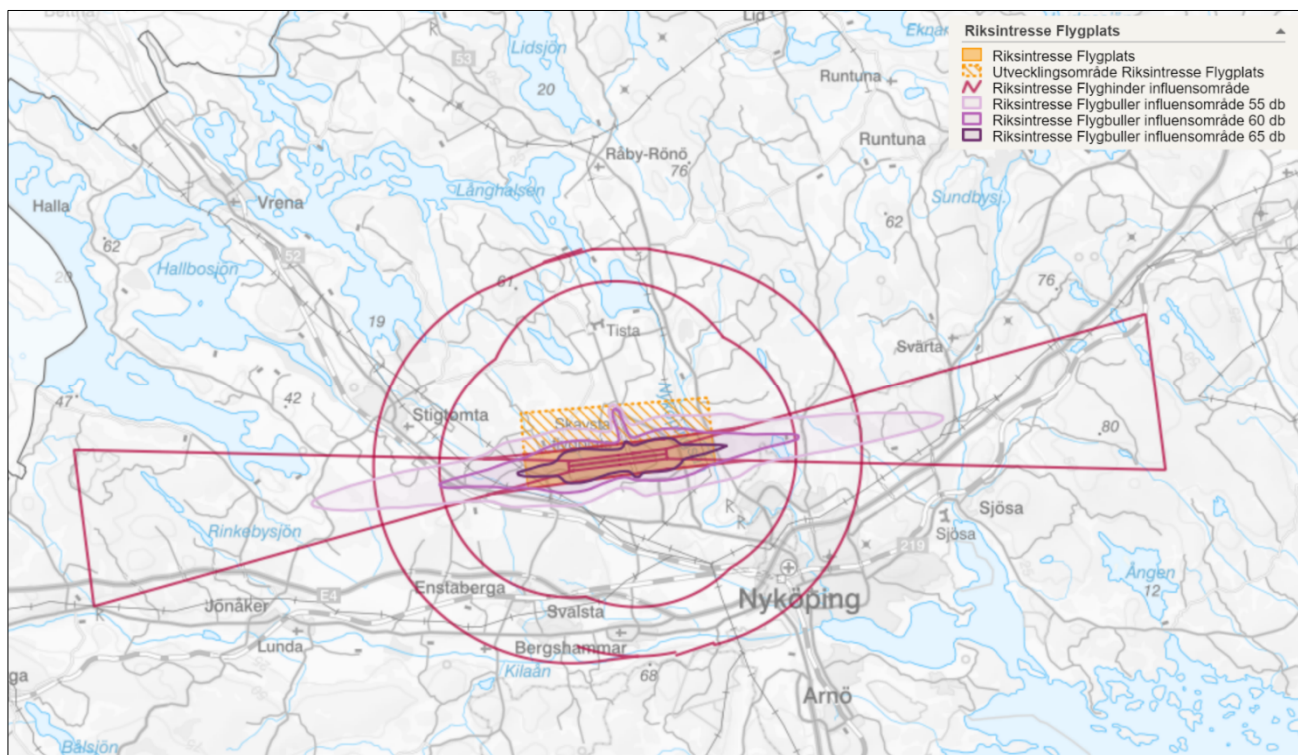 Riksintresse Flygplats
Riksintresse Flygplats
Utvecklingsområde Riksintresse Flygplats
Riksintresse Flyghinder influensområde
Riksintresse Flygbuller influensområde 55 db
Riksintresse Flygbuller influensområde 60 db
Riksintresse Flygbuller influensområde 65 db
Lid
Lidsjön
53
20
Runtuna
Runtuna
Råby-Rönö
76
Långhalsen
Sundbysj.
Halla
Vrena
62
62
52
Hallbosjön
61
76
19
Tista
Svärta
47
42
Stigtomta
Skavsta
80
Rinkebysjön
Sjösa
Sjösa
219
Ången
12
E4
Enstaberga
Jönåker
Svalsta
Nyköping
Lunda
Bergshammar
Kilaån
68
Arnö
ga
Bålsjön